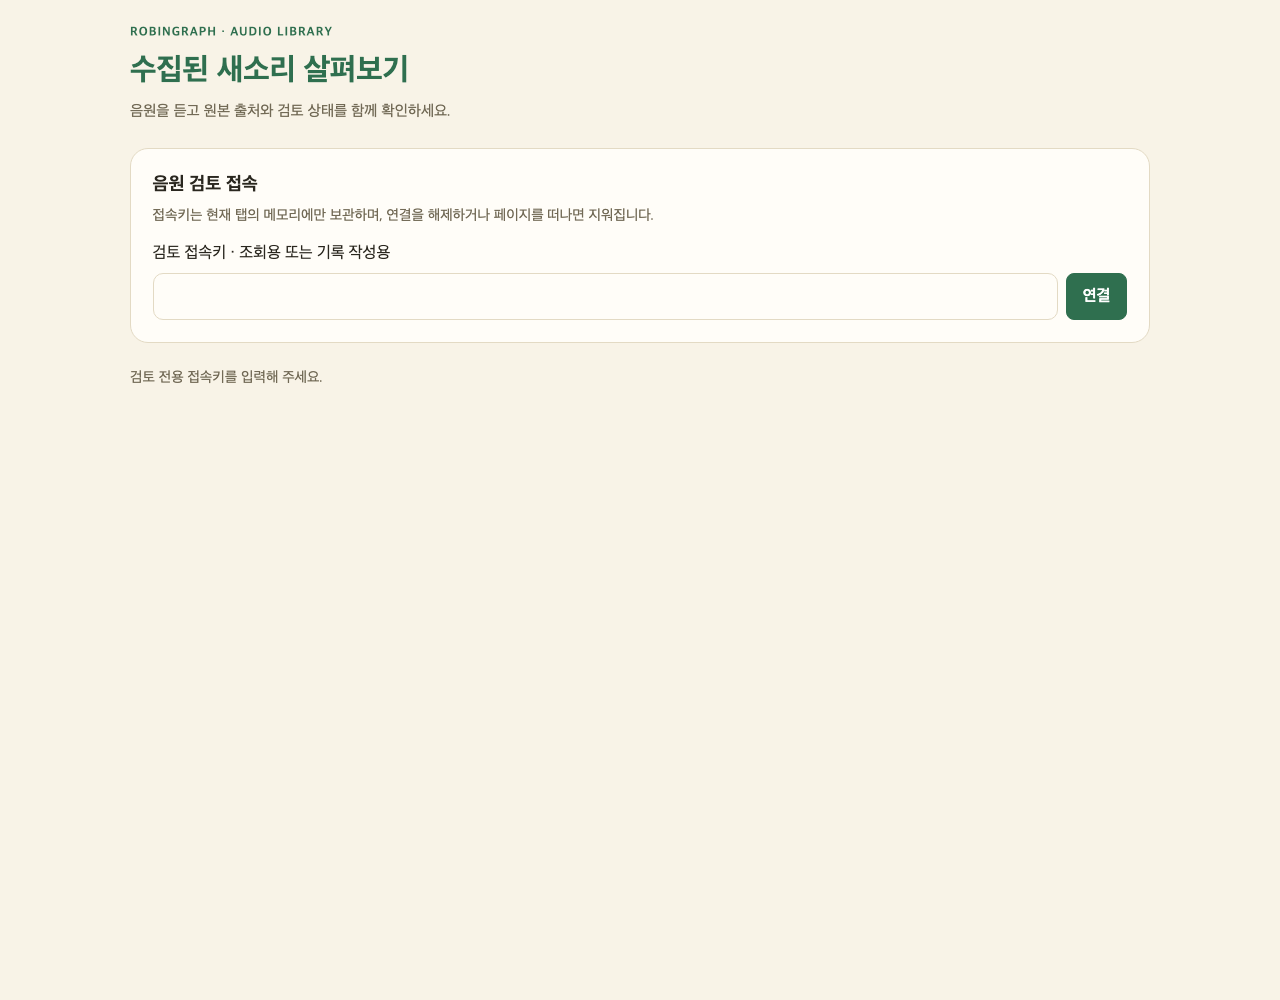 ROBINGRAPH · AUDIO LIBRARY
수집된 새소리 살펴보기
음원을 듣고 원본 출처와 검토 상태를 함께 확인하세요.
음원 검토 접속
접속키는 현재 탭의 메모리에만 보관하며, 연결을 해제하거나 페이지를 떠나면 지워집니다.
검토 접속키 · 조회용 또는 기록 작성용
연결
검토 전용 접속키를 입력해 주세요.